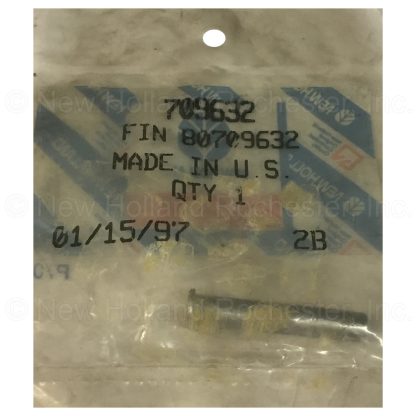 709632
FIN 80709632
MADE IN U.S.
QTY 1
01/15/97 2B
© New Holland Rochester, Inc.